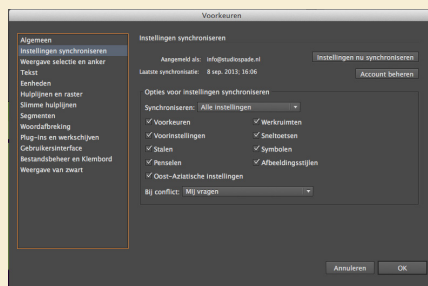 Voorkeuren
Algemeen
Instellingen synchroniseren
Weergave selectie en anker
Tekst
Eenheden
Hulplijnen en raster
Slimme hulplijnen
Segmenten
Woordafbreking
Plug-ins en werkschijven
Gebruikersinterface
Bestandsbeheer en Klembord
Weergave van zwart
Instellingen synchroniseren
Aangemeld als: info@studiospade.nl
Instellingen nu synchroniseren
Laatste synchronisatie: 8 sep. 2013; 16:06
Account beheren
Opties voor instellingen synchroniseren
Synchroniseren: Alle instellingen
Voorkeuren
Werkruimten
Voorinstellingen
Sneltoetsen
Stalen
Symbolen
Penselen
Afbeeldingsstijlen
Oost-Aziatische instellingen
Bij conflict: Mij vragen
Annuleren
OK